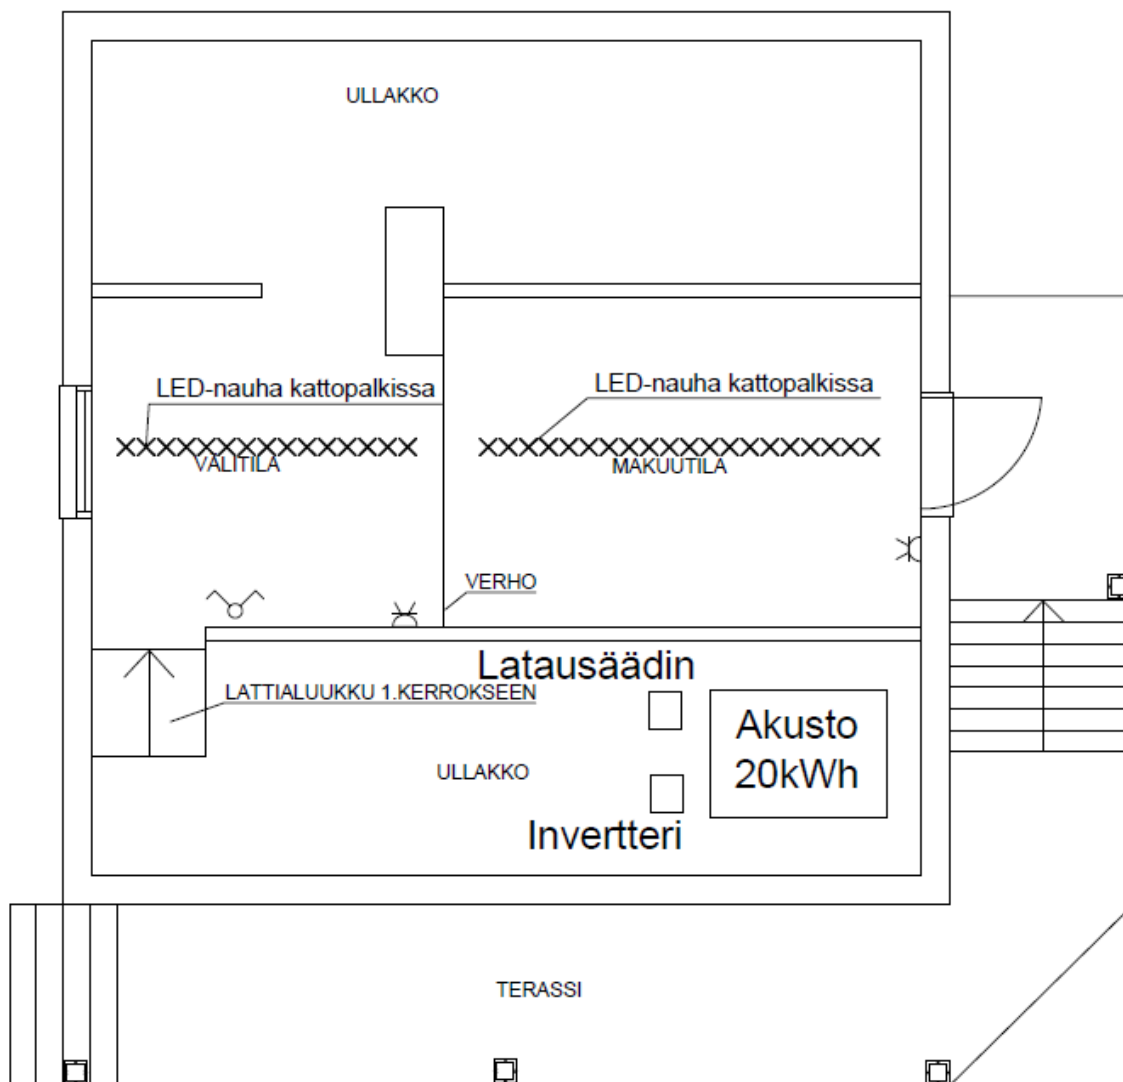 ULLAKKO
LED-nauha kattopalkissa
LED-nauha kattopalkissa
VÄLITILA
MAKUUTILA
VERHO
Latausäädin
LATTIALUUKKU 1.KERROKSEEN
Akusto
20kWh
ULLAKKO
Invertteri
TERASSI